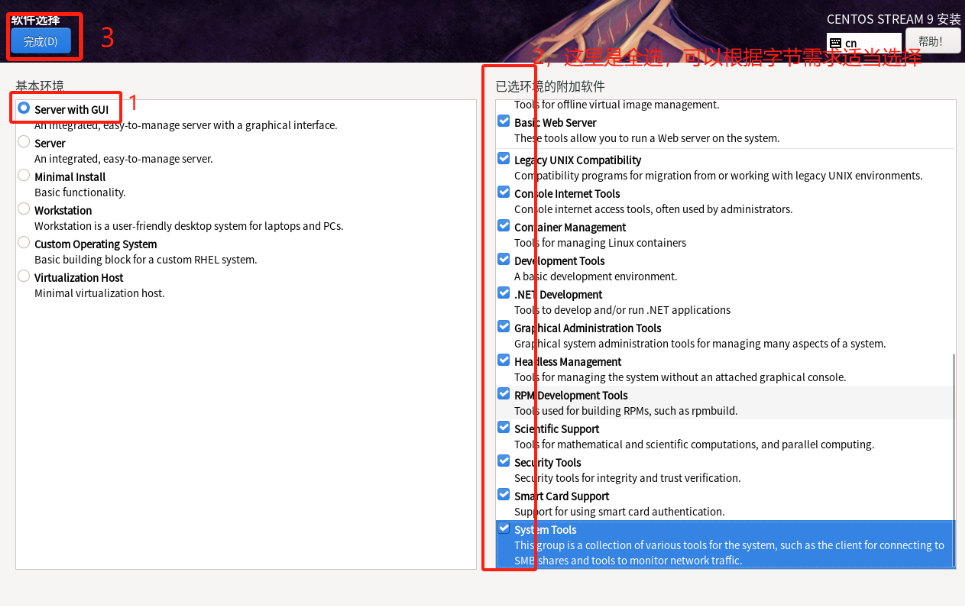 软件选择
CENTOS STREAM 9 安装
完成(D)
3
cn
帮助!
2，这里是全选，可以根据字节需求适当选择
基本环境
已选环境的附加软件
1
Server with GUI
An integrated, easy-to-manage server with a graphical interface.
Server
An integrated, easy-to-manage server.
Minimal Install
Basic functionality.
Workstation
Workstation is a user-friendly desktop system for laptops and PCs.
Custom Operating System
Basic building block for a custom RHEL system.
Virtualization Host
Minimal virtualization host.
Tools for offline virtual image management.
Basic Web Server
These tools allow you to run a Web server on the system.
Legacy UNIX Compatibility
Compatibility programs for migration from or working with legacy UNIX environments.
Console Internet Tools
Console internet access tools, often used by administrators.
Container Management
Tools for managing Linux containers
Development Tools
A basic development environment.
.NET Development
Tools to develop and/or run .NET applications
Graphical Administration Tools
Graphical system administration tools for managing many aspects of a system.
Headless Management
Tools for managing the system without an attached graphical console.
RPM Development Tools
Tools used for building RPMs, such as rpmbuild.
Scientific Support
Tools for mathematical and scientific computations, and parallel computing.
Security Tools
Security tools for integrity and trust verification.
Smart Card Support
Support for using smart card authentication.
System Tools
This group is a collection of various tools for the system, such as the client for connecting to
SMB shares and tools to monitor network traffic.